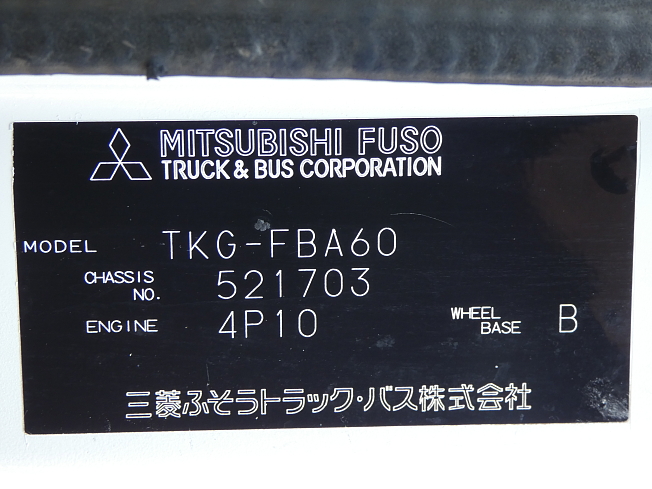 MITSUBISHI FUSO
TRUCK & BUS CORPORATION
MODEL TKG-FBA60
CHASSIS NO. 521703
ENGINE 4P10 WHEEL BASE B
三菱ふそうトラック・バス株式会社